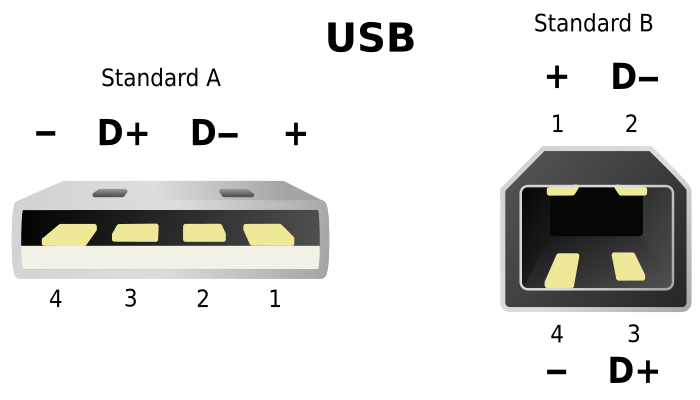 USB
Standard A
− D+ D− +
4 3 2 1
Standard B
+ D−
1 2
4 3
− D+